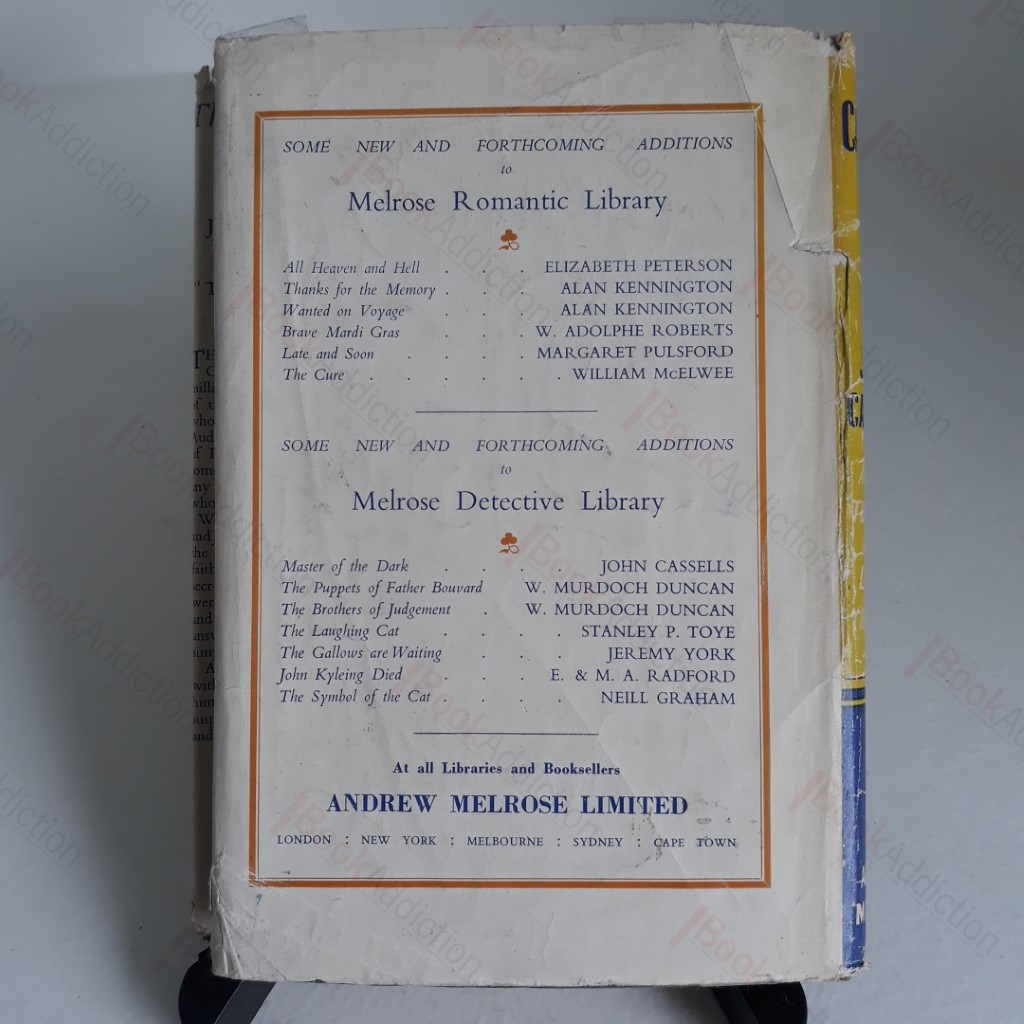 SOME NEW AND FORTHCOMING ADDITIONS
to
Melrose Romantic Library
All Heaven and Hell . . . ELIZABETH PETERSON
Thanks for the Memory . . . ALAN KENNINGTON
Wanted on Voyage . . . ALAN KENNINGTON
Brave Mardi Gras . . . W. ADOLPHE ROBERTS
Late and Soon . . . . MARGARET PULSFORD
The Cure . . . . . . WILLIAM McELWEE
SOME NEW AND FORTHCOMING ADDITIONS
to
Melrose Detective Library
Master of the Dark . . . . JOHN CASSELLS
The Puppets of Father Bouvard W. MURDOCH DUNCAN
The Brothers of Judgement . W. MURDOCH DUNCAN
The Laughing Cat . . . . STANLEY P. TOYE
The Gallows are Waiting . . . JEREMY YORK
John Kyleing Died . . . E. & M. A. RADFORD
The Symbol of the Cat . . . NEILL GRAHAM
At all Libraries and Booksellers
ANDREW MELROSE LIMITED
LONDON : NEW YORK : MELBOURNE : SYDNEY : CAPE TOWN
BookAddiction